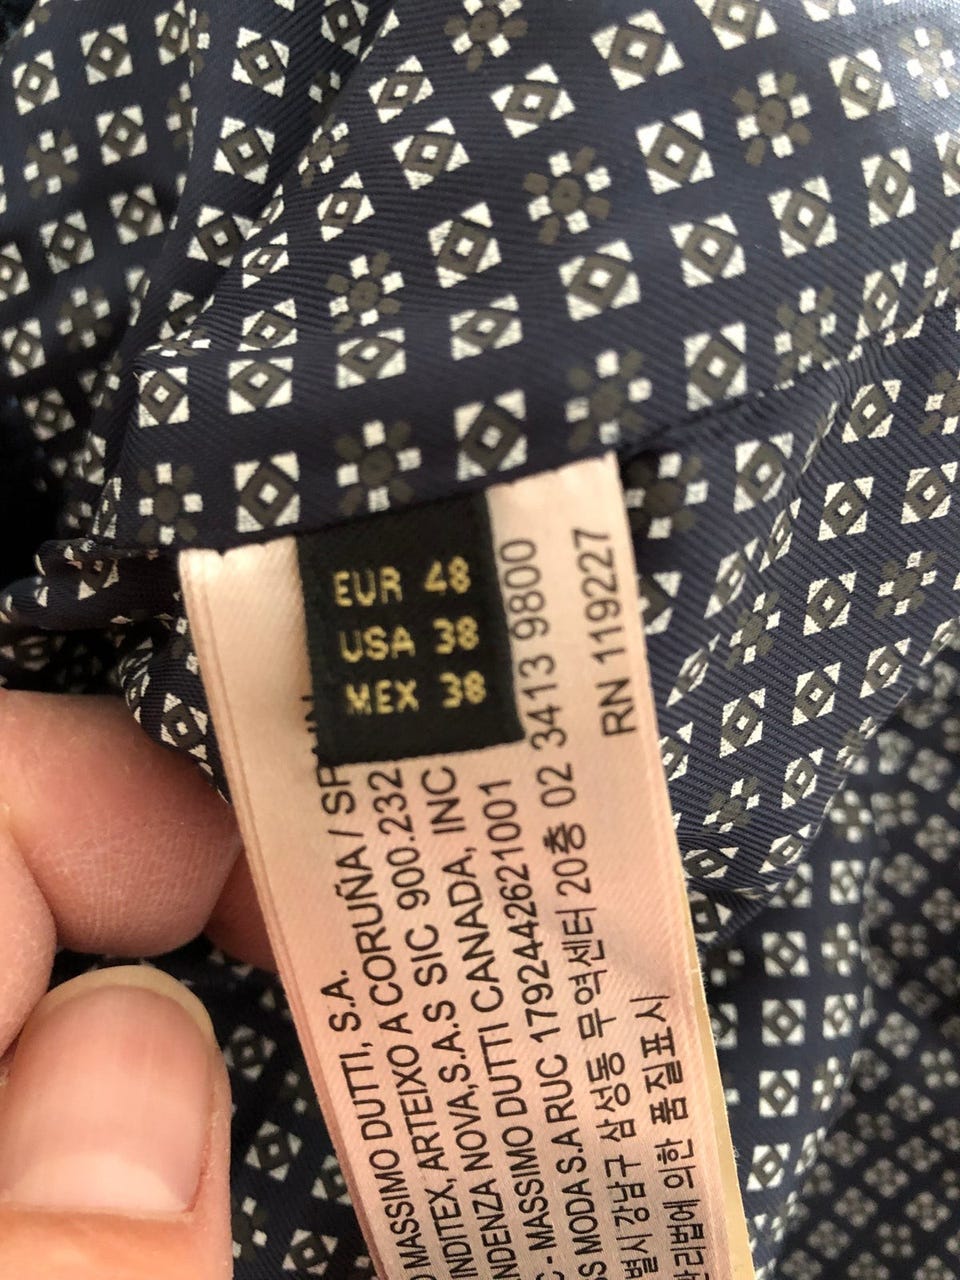 EUR 48
USA 38
MEX 38
MASSIMO DUTTI, S.A.
INDITEX, ARTEIXO A CORUÑA /
NOVA,S.A.S SIC 900.232
MASSIMO DUTTI CANADA, INC
MODA S.A RUC 1792442621001
강남구 삼성동 무역센터 20층 02 3413 9800
의한 품질표시
RN 119227